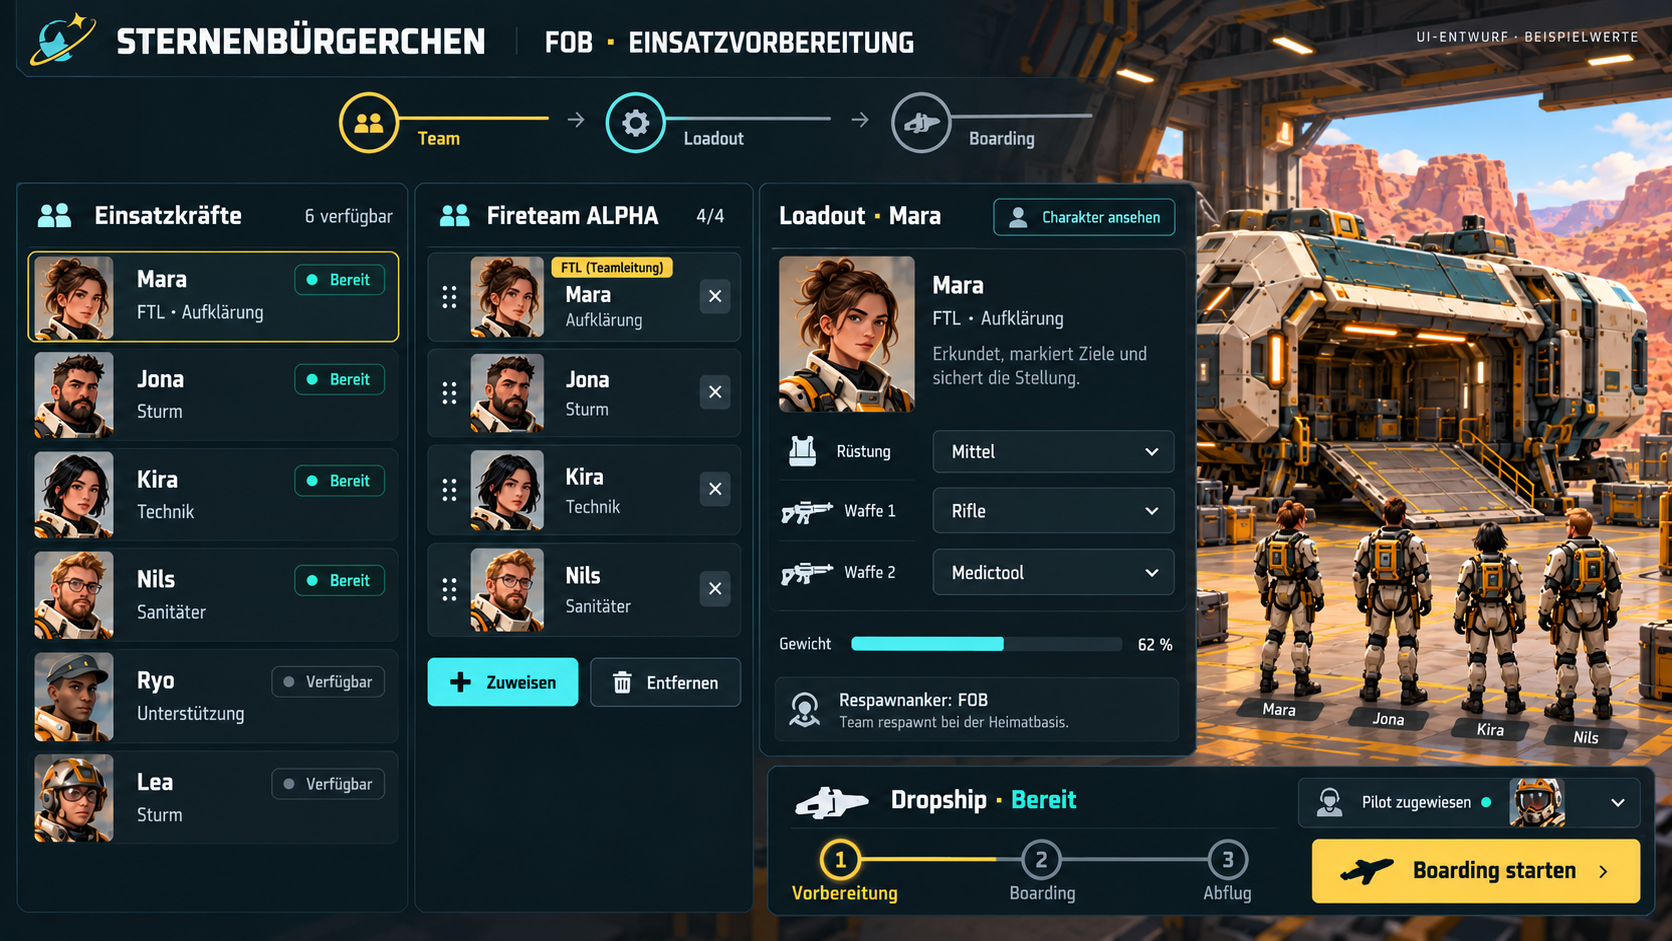 STERNENBÜRGERCHEN
FOB · EINSATZVORBEREITUNG
UI-ENTWURF · BEISPIELWERTE
Team
Loadout
Boarding
Einsatzkräfte
6 verfügbar
Mara
Bereit
FTL • Aufklärung
Jona
Bereit
Sturm
Kira
Bereit
Technik
Nils
Bereit
Sanitäter
Ryo
Verfügbar
Unterstützung
Lea
Verfügbar
Sturm
Fireteam ALPHA
4/4
FTL (Teamleitung)
Mara
Aufklärung
Jona
Sturm
Kira
Technik
Nils
Sanitäter
Zuweisen
Entfernen
Loadout · Mara
Charakter ansehen
Mara
FTL • Aufklärung
Erkundet, markiert Ziele und
sichert die Stellung.
Rüstung
Mittel
Waffe 1
Rifle
Waffe 2
Medictool
Gewicht
62 %
Respawnanker: FOB
Team respawnt bei der Heimatbasis.
Mara
Jona
Kira
Nils
Dropship · Bereit
Pilot zugewiesen
1
2
3
Vorbereitung
Boarding
Abflug
Boarding starten